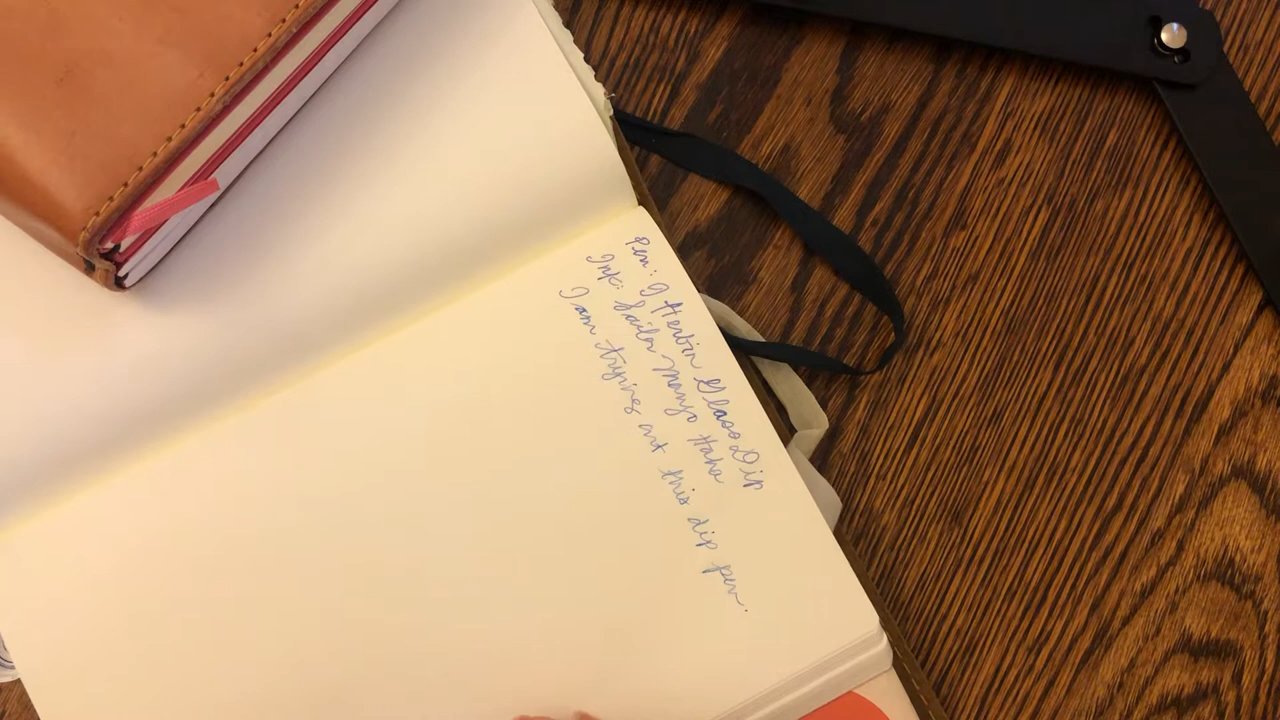 Pen: J Herbin Glass Dip
Ink: Sailor Manyo Haha
I am trying out this dip pen.